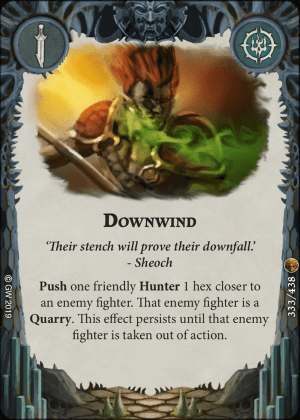 DOWNWIND
'Their stench will prove their downfall.'
- Sheoch
Push one friendly Hunter 1 hex closer to
an enemy fighter. That enemy fighter is a
Quarry. This effect persists until that enemy
fighter is taken out of action.
© GW 2019
333/438